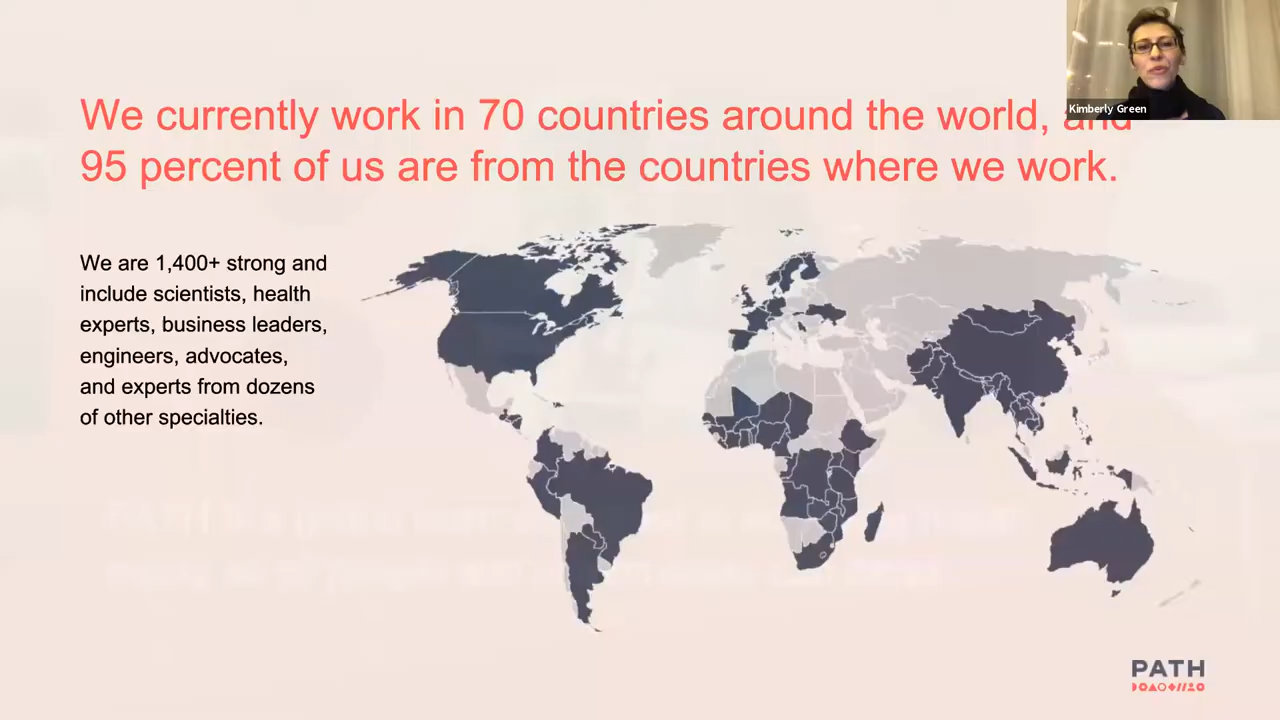 We currently work in 70 countries around the world, and
95 percent of us are from the countries where we work.
Kimberly Green
We are 1,400+ strong and
include scientists, health
experts, business leaders,
engineers, advocates,
and experts from dozens
of other specialties.
PATH